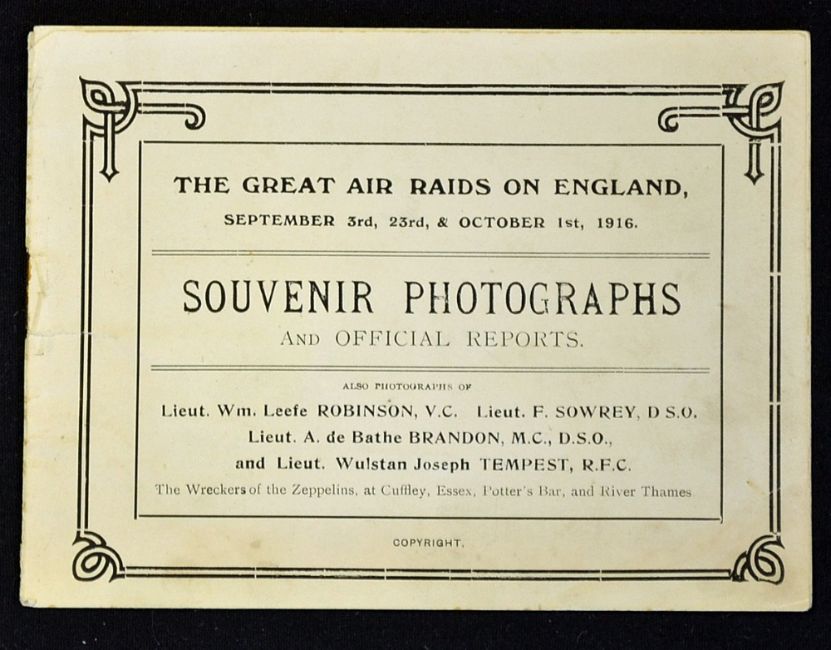 THE GREAT AIR RAIDS ON ENGLAND,
SEPTEMBER 3rd, 23rd, & OCTOBER 1st, 1916.
SOUVENIR PHOTOGRAPHS
AND OFFICIAL REPORTS.
ALSO PHOTOGRAPHS OF
Lieut. Wm. Leefe ROBINSON, V.C. Lieut. F. SOWREY, D S.O.
Lieut. A. de Bathe BRANDON, M.C., D.S.O.,
and Lieut. Wulstan Joseph TEMPEST, R.F.C.
The Wreckers of the Zeppelins, at Cuffley, Essex, Potter's Bar, and River Thames
COPYRIGHT.